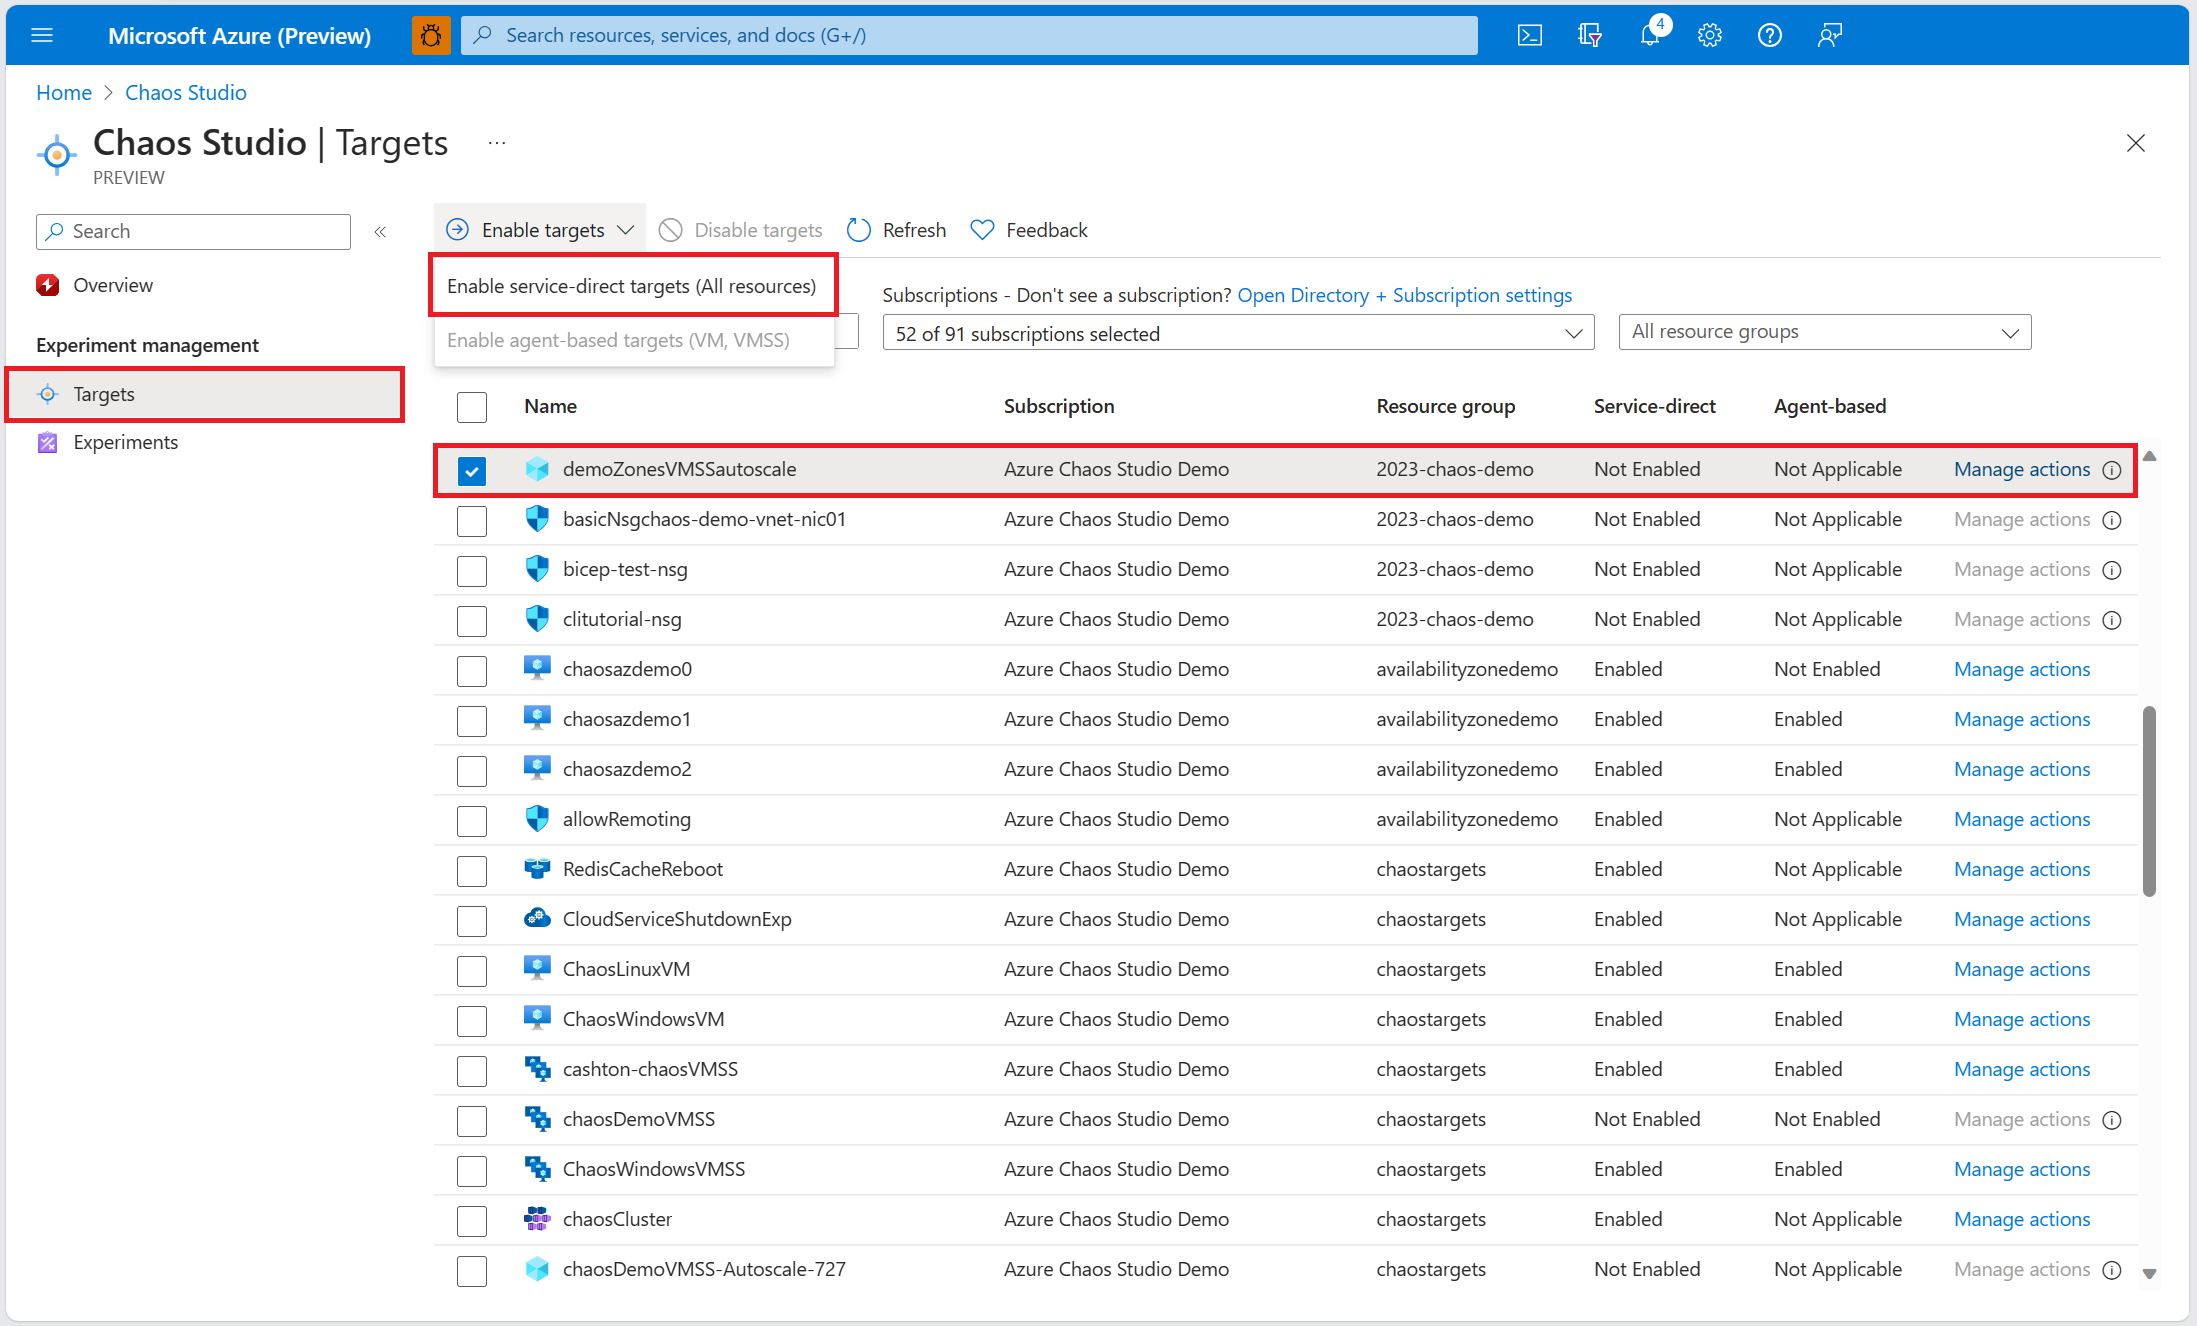 Microsoft Azure (Preview)
Search resources, services, and docs (G+/)
4
Home > Chaos Studio
Chaos Studio | Targets ...
PREVIEW
Search
«
Overview
Experiment management
Targets
Experiments
Enable targets
Disable targets
Refresh
Feedback
Enable service-direct targets (All resources)
Enable agent-based targets (VM, VMSS)
Subscriptions - Don't see a subscription? Open Directory + Subscription settings
52 of 91 subscriptions selected
All resource groups
Name Subscription Resource group Service-direct Agent-based
demoZonesVMSSautoscale Azure Chaos Studio Demo 2023-chaos-demo Not Enabled Not Applicable Manage actions
basicNsgchaos-demo-vnet-nic01 Azure Chaos Studio Demo 2023-chaos-demo Not Enabled Not Applicable Manage actions
bicep-test-nsg Azure Chaos Studio Demo 2023-chaos-demo Not Enabled Not Applicable Manage actions
clitutorial-nsg Azure Chaos Studio Demo 2023-chaos-demo Not Enabled Not Applicable Manage actions
chaosazdemo0 Azure Chaos Studio Demo availabilityzonedemo Enabled Not Enabled Manage actions
chaosazdemo1 Azure Chaos Studio Demo availabilityzonedemo Enabled Enabled Manage actions
chaosazdemo2 Azure Chaos Studio Demo availabilityzonedemo Enabled Enabled Manage actions
allowRemoting Azure Chaos Studio Demo availabilityzonedemo Enabled Not Applicable Manage actions
RedisCacheReboot Azure Chaos Studio Demo chaostargets Enabled Not Applicable Manage actions
CloudServiceShutdownExp Azure Chaos Studio Demo chaostargets Enabled Not Applicable Manage actions
ChaosLinuxVM Azure Chaos Studio Demo chaostargets Enabled Enabled Manage actions
ChaosWindowsVM Azure Chaos Studio Demo chaostargets Enabled Enabled Manage actions
cashton-chaosVMSS Azure Chaos Studio Demo chaostargets Enabled Enabled Manage actions
chaosDemoVMSS Azure Chaos Studio Demo chaostargets Not Enabled Not Enabled Manage actions
ChaosWindowsVMSS Azure Chaos Studio Demo chaostargets Enabled Enabled Manage actions
chaosCluster Azure Chaos Studio Demo chaostargets Enabled Not Applicable Manage actions
chaosDemoVMSS-Autoscale-727 Azure Chaos Studio Demo chaostargets Not Enabled Not Applicable Manage actions